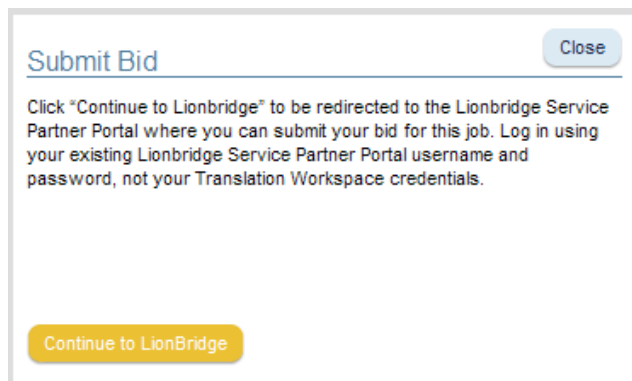 Close
Submit Bid
Click “Continue to Lionbridge” to be redirected to the Lionbridge Service
Partner Portal where you can submit your bid for this job. Log in using
your existing Lionbridge Service Partner Portal username and
password, not your Translation Workspace credentials.
Continue to LionBridge